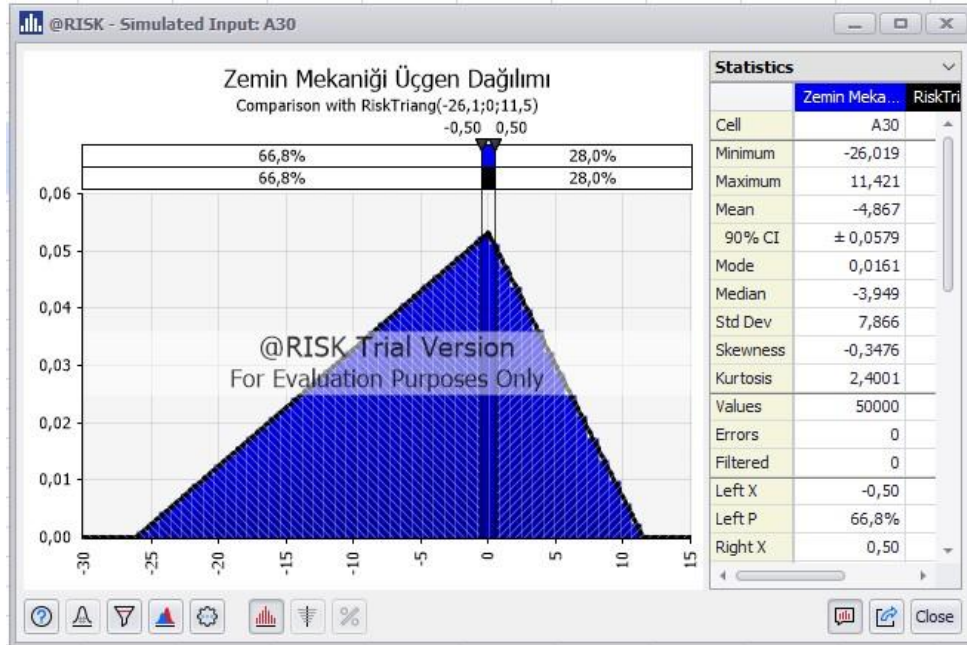 @RISK - Simulated Input: A30
Zemin Mekaniği Üçgen Dağılımı
Comparison with RiskTriang(-26,1;0;11,5)
-0,50 0,50
66,8% 28,0%
66,8% 28,0%
0,06
0,05
0,04
0,03
0,02
0,01
0,00
@RISK Trial Version
For Evaluation Purposes Only
-30 -25 -20 -15 -10 -5 0 5 10 15
Statistics
Zemin Meka... RiskTri
Cell A30
Minimum -26,019
Maximum 11,421
Mean -4,867
90% CI ± 0,0579
Mode 0,0161
Median -3,949
Std Dev 7,866
Skewness -0,3476
Kurtosis 2,4001
Values 50000
Errors 0
Filtered 0
Left X -0,50
Left P 66,8%
Right X 0,50
Close